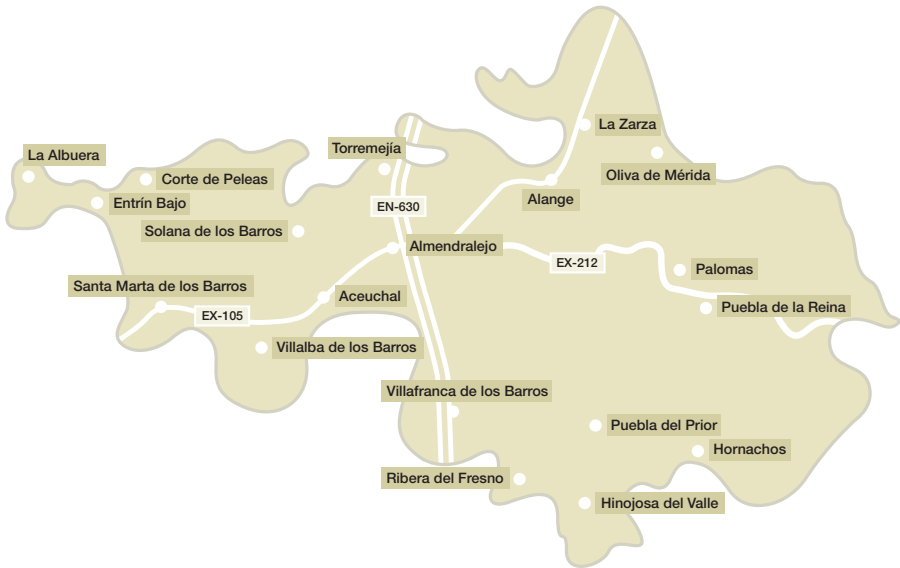 La Zarza
Torremejía
La Albuera
Oliva de Mérida
Corte de Peleas
Alange
Entrín Bajo
EN-630
Solana de los Barros
Almendralejo
EX-212
Palomas
Santa Marta de los Barros
Aceuchal
Puebla de la Reina
EX-105
Villalba de los Barros
Villafranca de los Barros
Puebla del Prior
Hornachos
Ribera del Fresno
Hinojosa del Valle